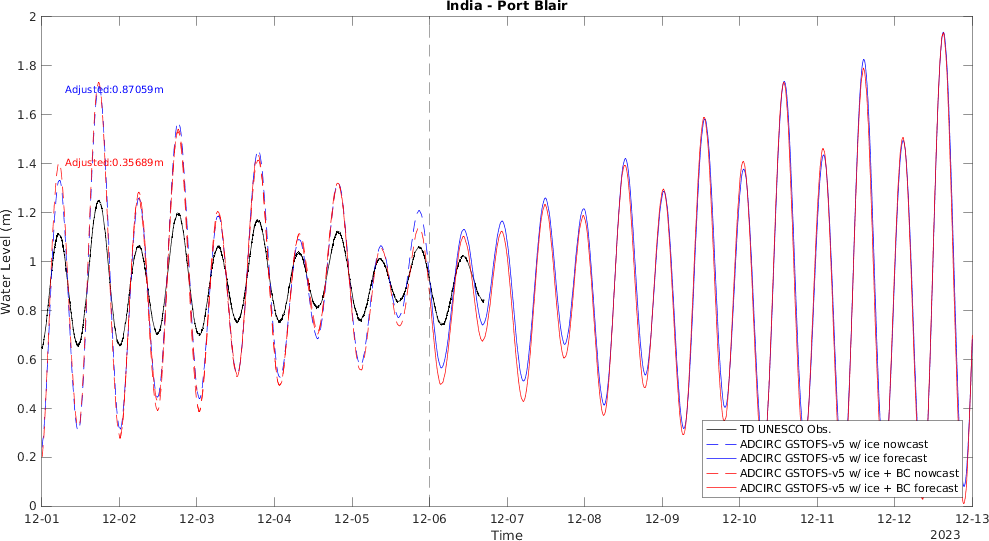 India - Port Blair
2
1.8
1.6
1.4
1.2
1
0.8
0.6
0.4
0.2
0
Water Level (m)
Adjusted:0.87059m
Adjusted:0.35689m
TD UNESCO Obs.
ADCIRC GSTOFS-v5 w/ ice nowcast
ADCIRC GSTOFS-v5 w/ ice forecast
ADCIRC GSTOFS-v5 w/ ice + BC nowcast
ADCIRC GSTOFS-v5 w/ ice + BC forecast
12-01 12-02 12-03 12-04 12-05 12-06 12-07 12-08 12-09 12-10 12-11 12-12 12-13
Time
2023